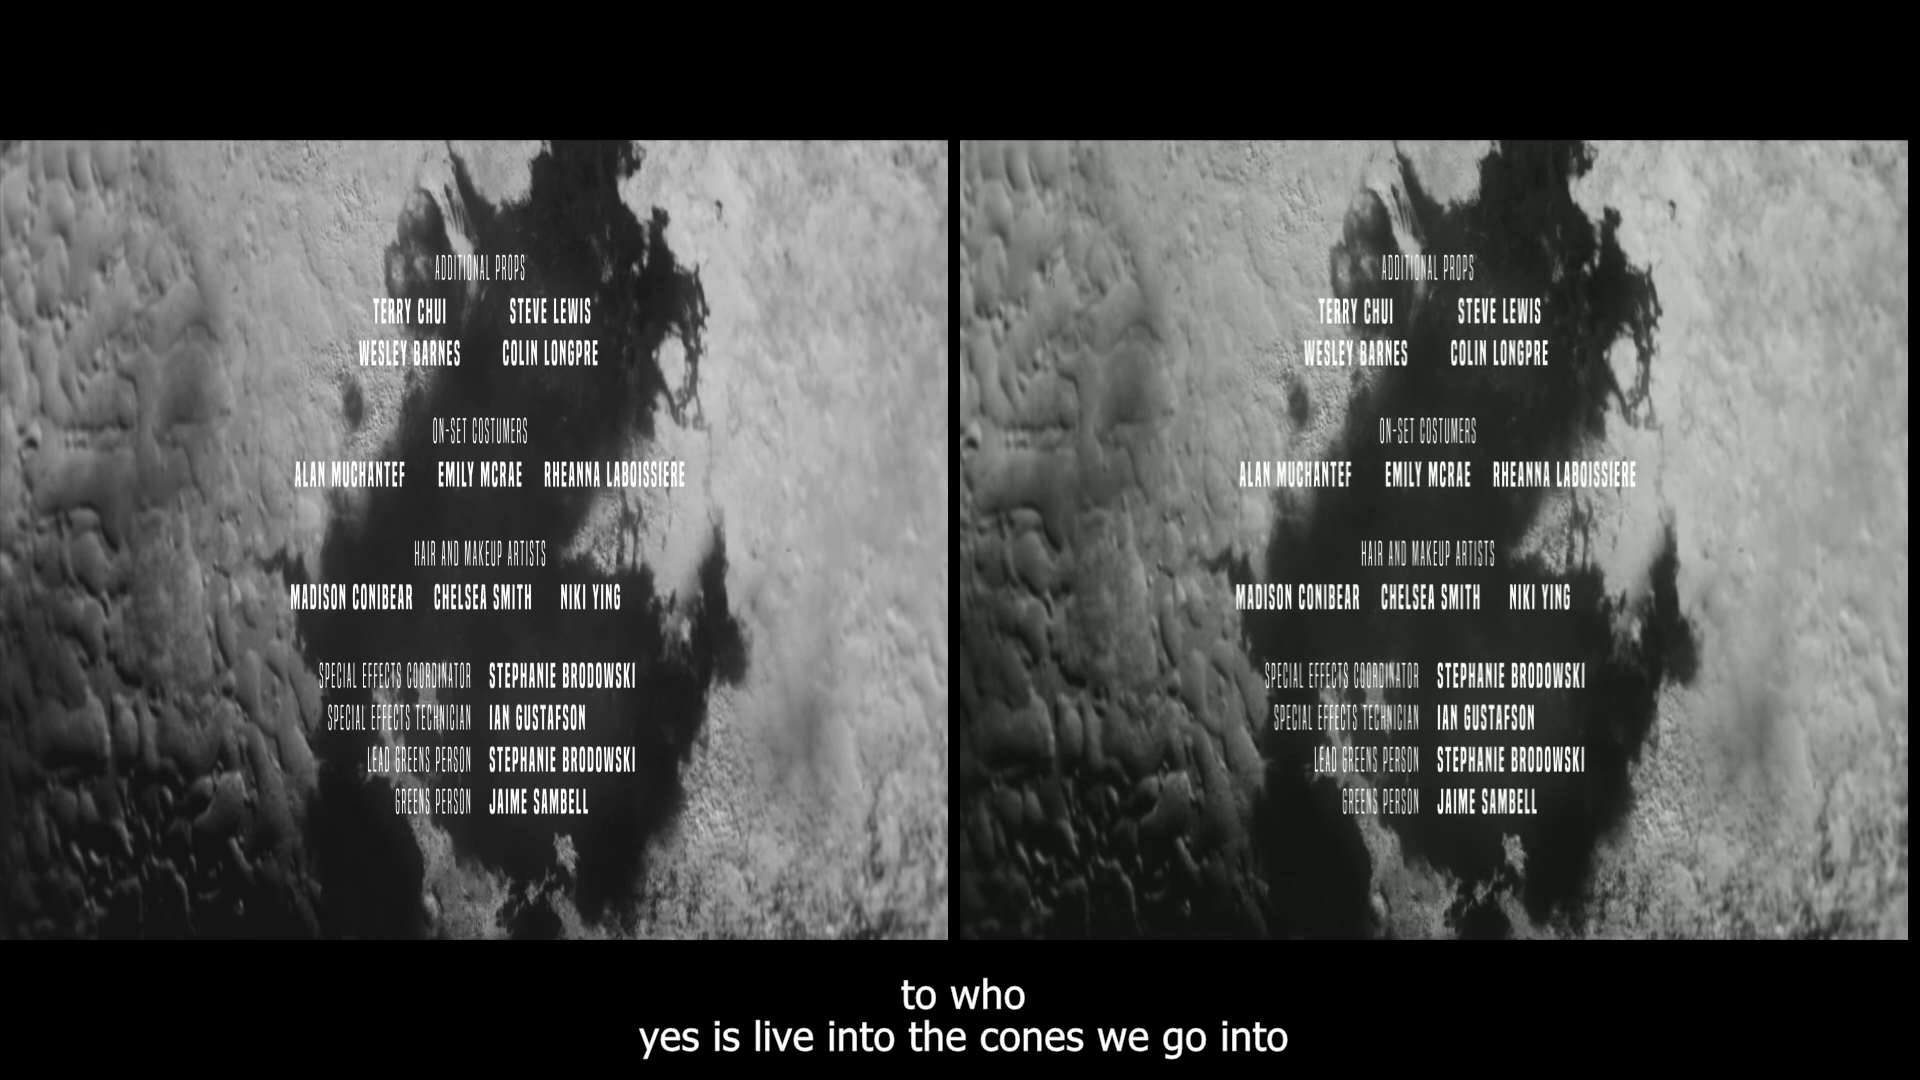 ADDITIONAL PROPS
TERRY CHUI STEVE LEWIS
WESLEY BARNES COLIN LONGPRE
ON-SET COSTUMERS
ALAN MUCHANTEF EMILY MCRAE RHEANNA LABOISSIERE
HAIR AND MAKEUP ARTISTS
MADISON CONIBEAR CHELSEA SMITH NIKI YING
SPECIAL EFFECTS COORDINATOR STEPHANIE BRODOWSKI
SPECIAL EFFECTS TECHNICIAN IAN GUSTAFSON
LEAD GREENS PERSON STEPHANIE BRODOWSKI
GREENS PERSON JAIME SAMBELL
ADDITIONAL PROPS
TERRY CHUI STEVE LEWIS
WESLEY BARNES COLIN LONGPRE
ON-SET COSTUMERS
ALAN MUCHANTEF EMILY MCRAE RHEANNA LABOISSIERE
HAIR AND MAKEUP ARTISTS
MADISON CONIBEAR CHELSEA SMITH NIKI YING
SPECIAL EFFECTS COORDINATOR STEPHANIE BRODOWSKI
SPECIAL EFFECTS TECHNICIAN IAN GUSTAFSON
LEAD GREENS PERSON STEPHANIE BRODOWSKI
GREENS PERSON JAIME SAMBELL
to who
yes is live into the cones we go into